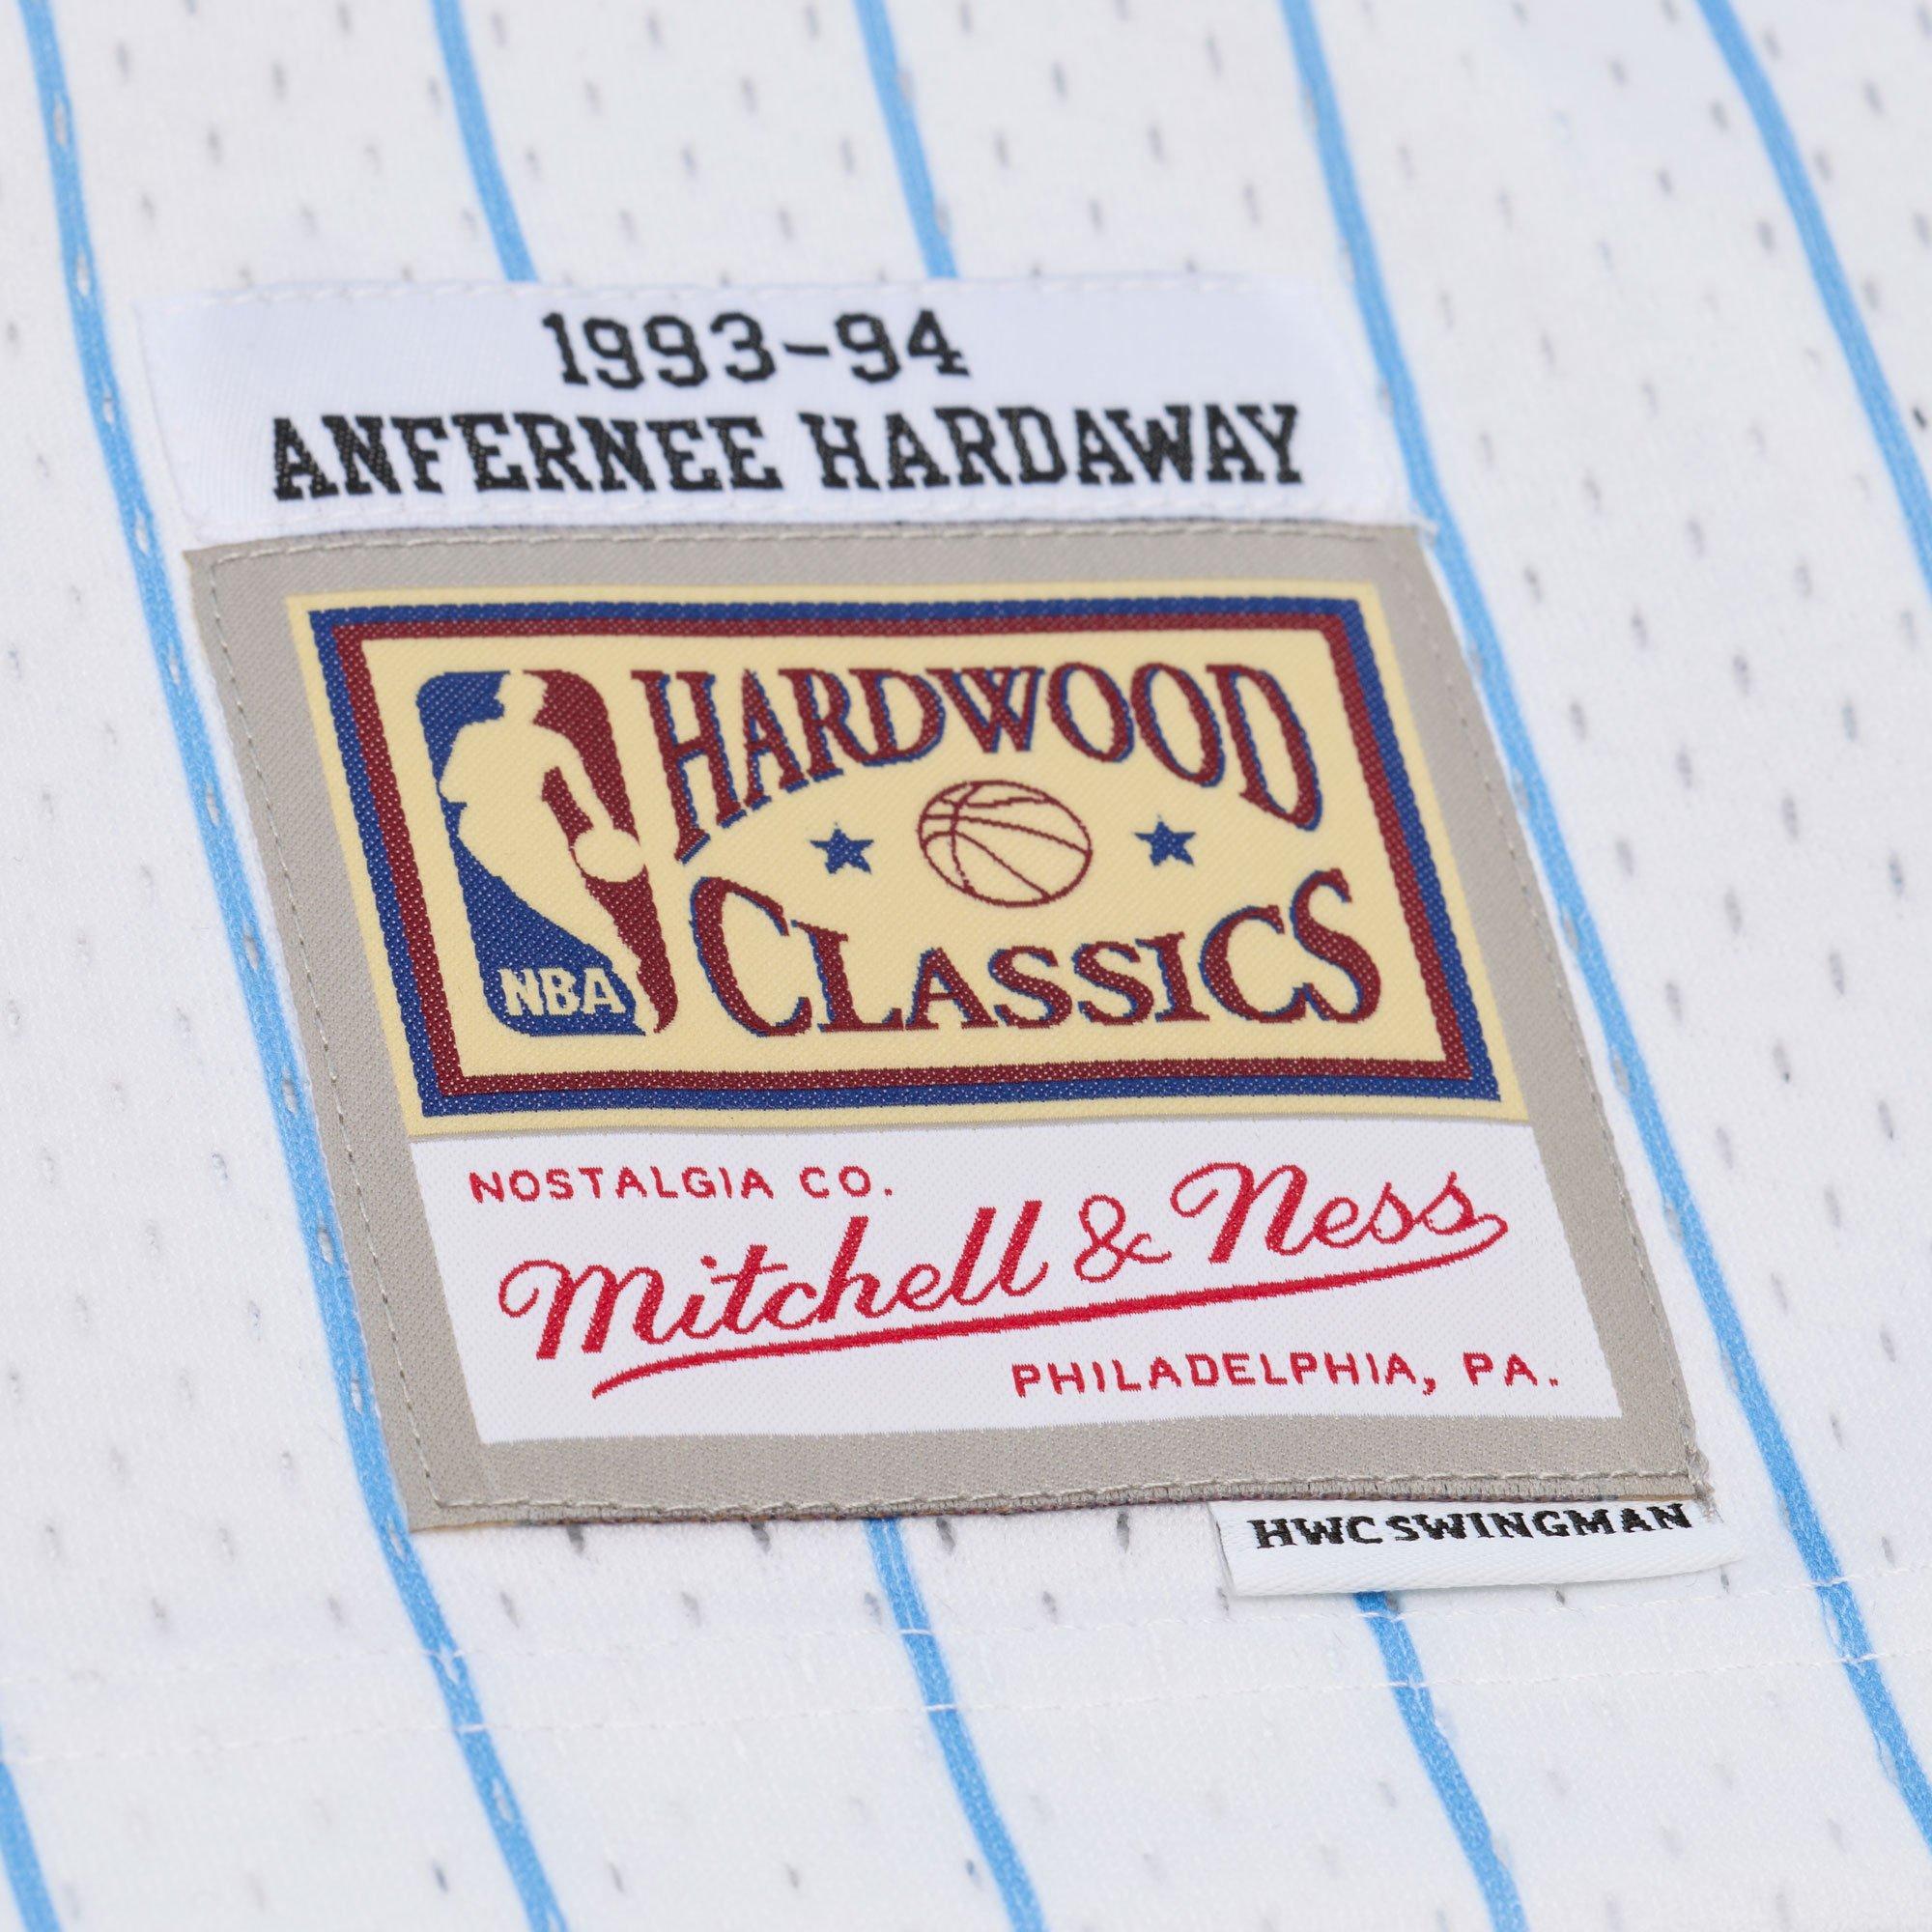 1993-94
ANFERNEE HARDAWAY
HARDWOOD
CLASSICS
NBA
NOSTALGIA CO.
Mitchell & Ness
PHILADELPHIA, PA.
HWC SWINGMAN